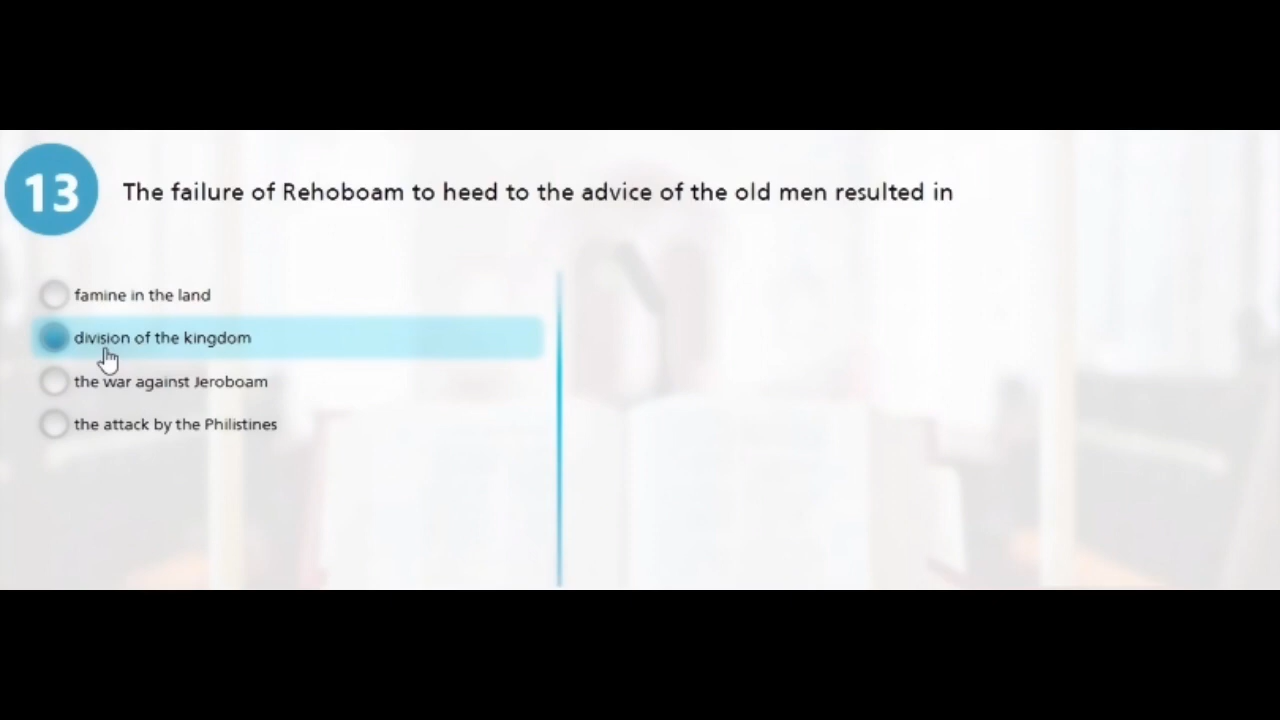 13
The failure of Rehoboam to heed to the advice of the old men resulted in
famine in the land
division of the kingdom
the war against Jeroboam
the attack by the Philistines